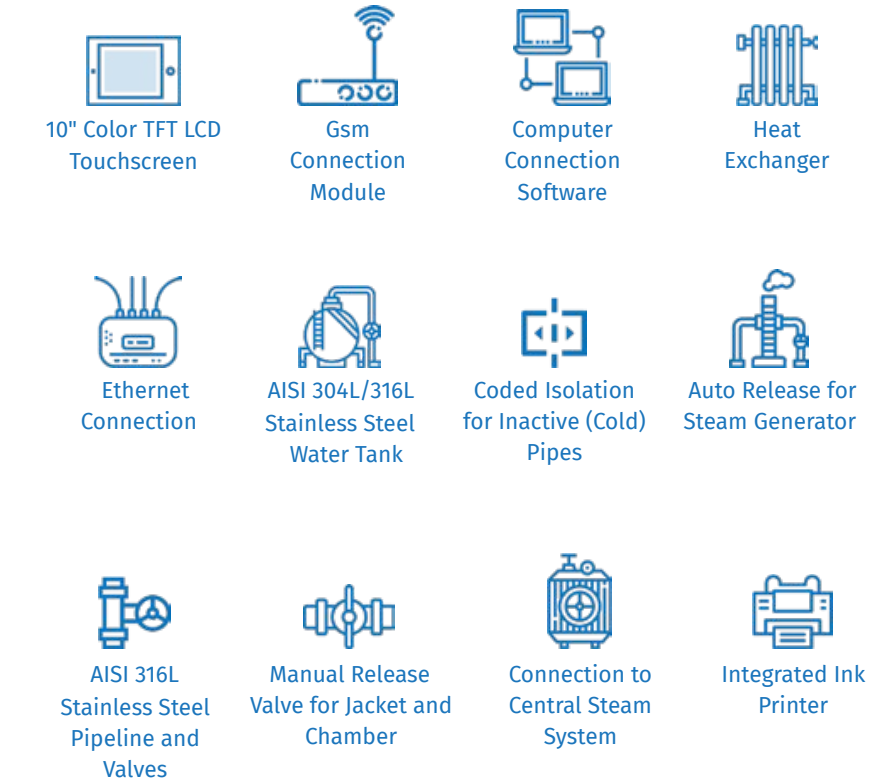 10" Color TFT LCD
Touchscreen
Gsm
Connection
Module
Computer
Connection
Software
Heat
Exchanger
Ethernet
Connection
AISI 304L/316L
Stainless Steel
Water Tank
Coded Isolation
for Inactive (Cold)
Pipes
Auto Release for
Steam Generator
AISI 316L
Stainless Steel
Pipeline and
Valves
Manual Release
Valve for Jacket and
Chamber
Connection to
Central Steam
System
Integrated Ink
Printer